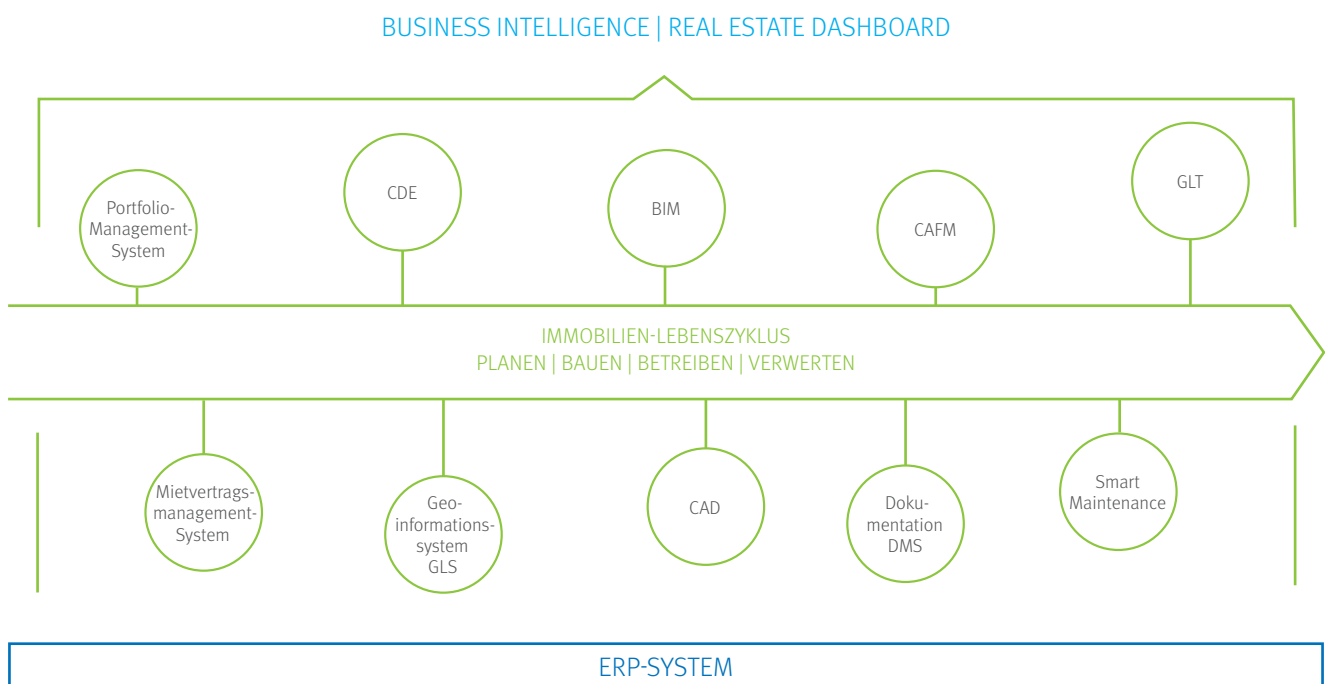 BUSINESS INTELLIGENCE | REAL ESTATE DASHBOARD
Portfolio-
Management-
System
CDE
BIM
CAFM
GLT
IMMOBILIEN-LEBENSZYKLUS
PLANEN | BAUEN | BETREIBEN | VERWERTEN
Mietvertrags-
management-
System
Geo-
informations-
system
GLS
CAD
Doku-
mentation
DMS
Smart
Maintenance
ERP-SYSTEM